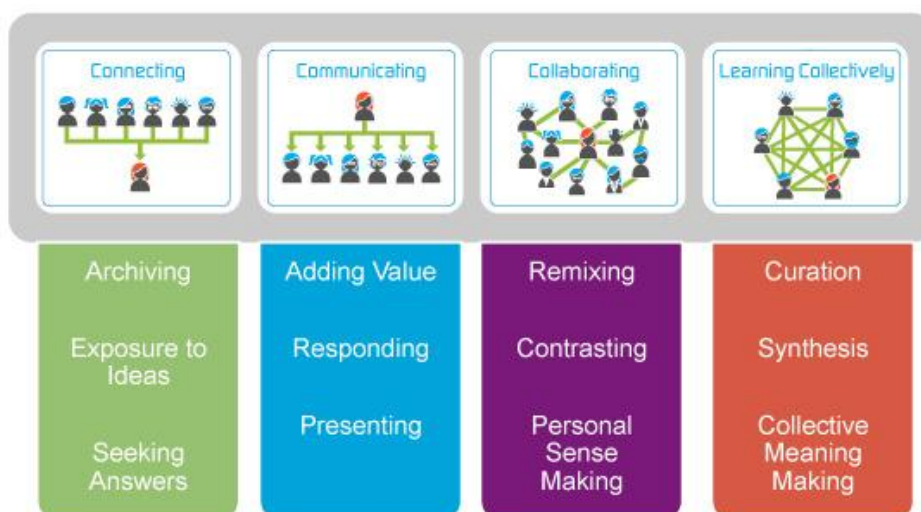 Connecting
Communicating
Collaborating
Learning Collectively
Archiving
Exposure to
Ideas
Seeking
Answers
Adding Value
Responding
Presenting
Remixing
Contrasting
Personal
Sense
Making
Curation
Synthesis
Collective
Meaning
Making